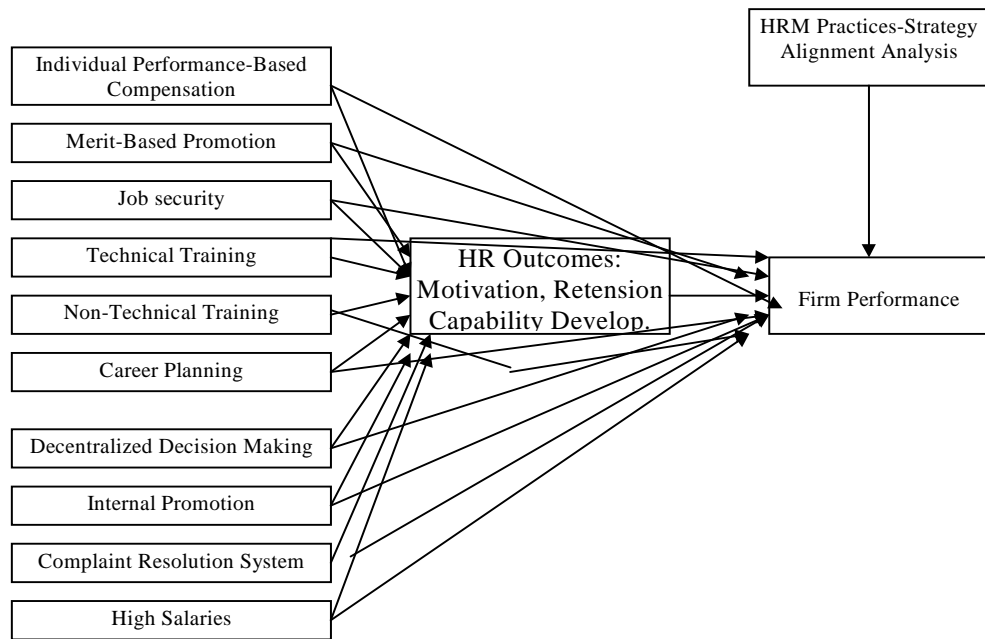 HRM Practices-Strategy
Alignment Analysis
Individual Performance-Based
Compensation
Merit-Based Promotion
Job security
Technical Training
Non-Technical Training
Career Planning
Decentralized Decision Making
Internal Promotion
Complaint Resolution System
High Salaries
HR Outcomes:
Motivation, Retension
Capability Develop.
Firm Performance